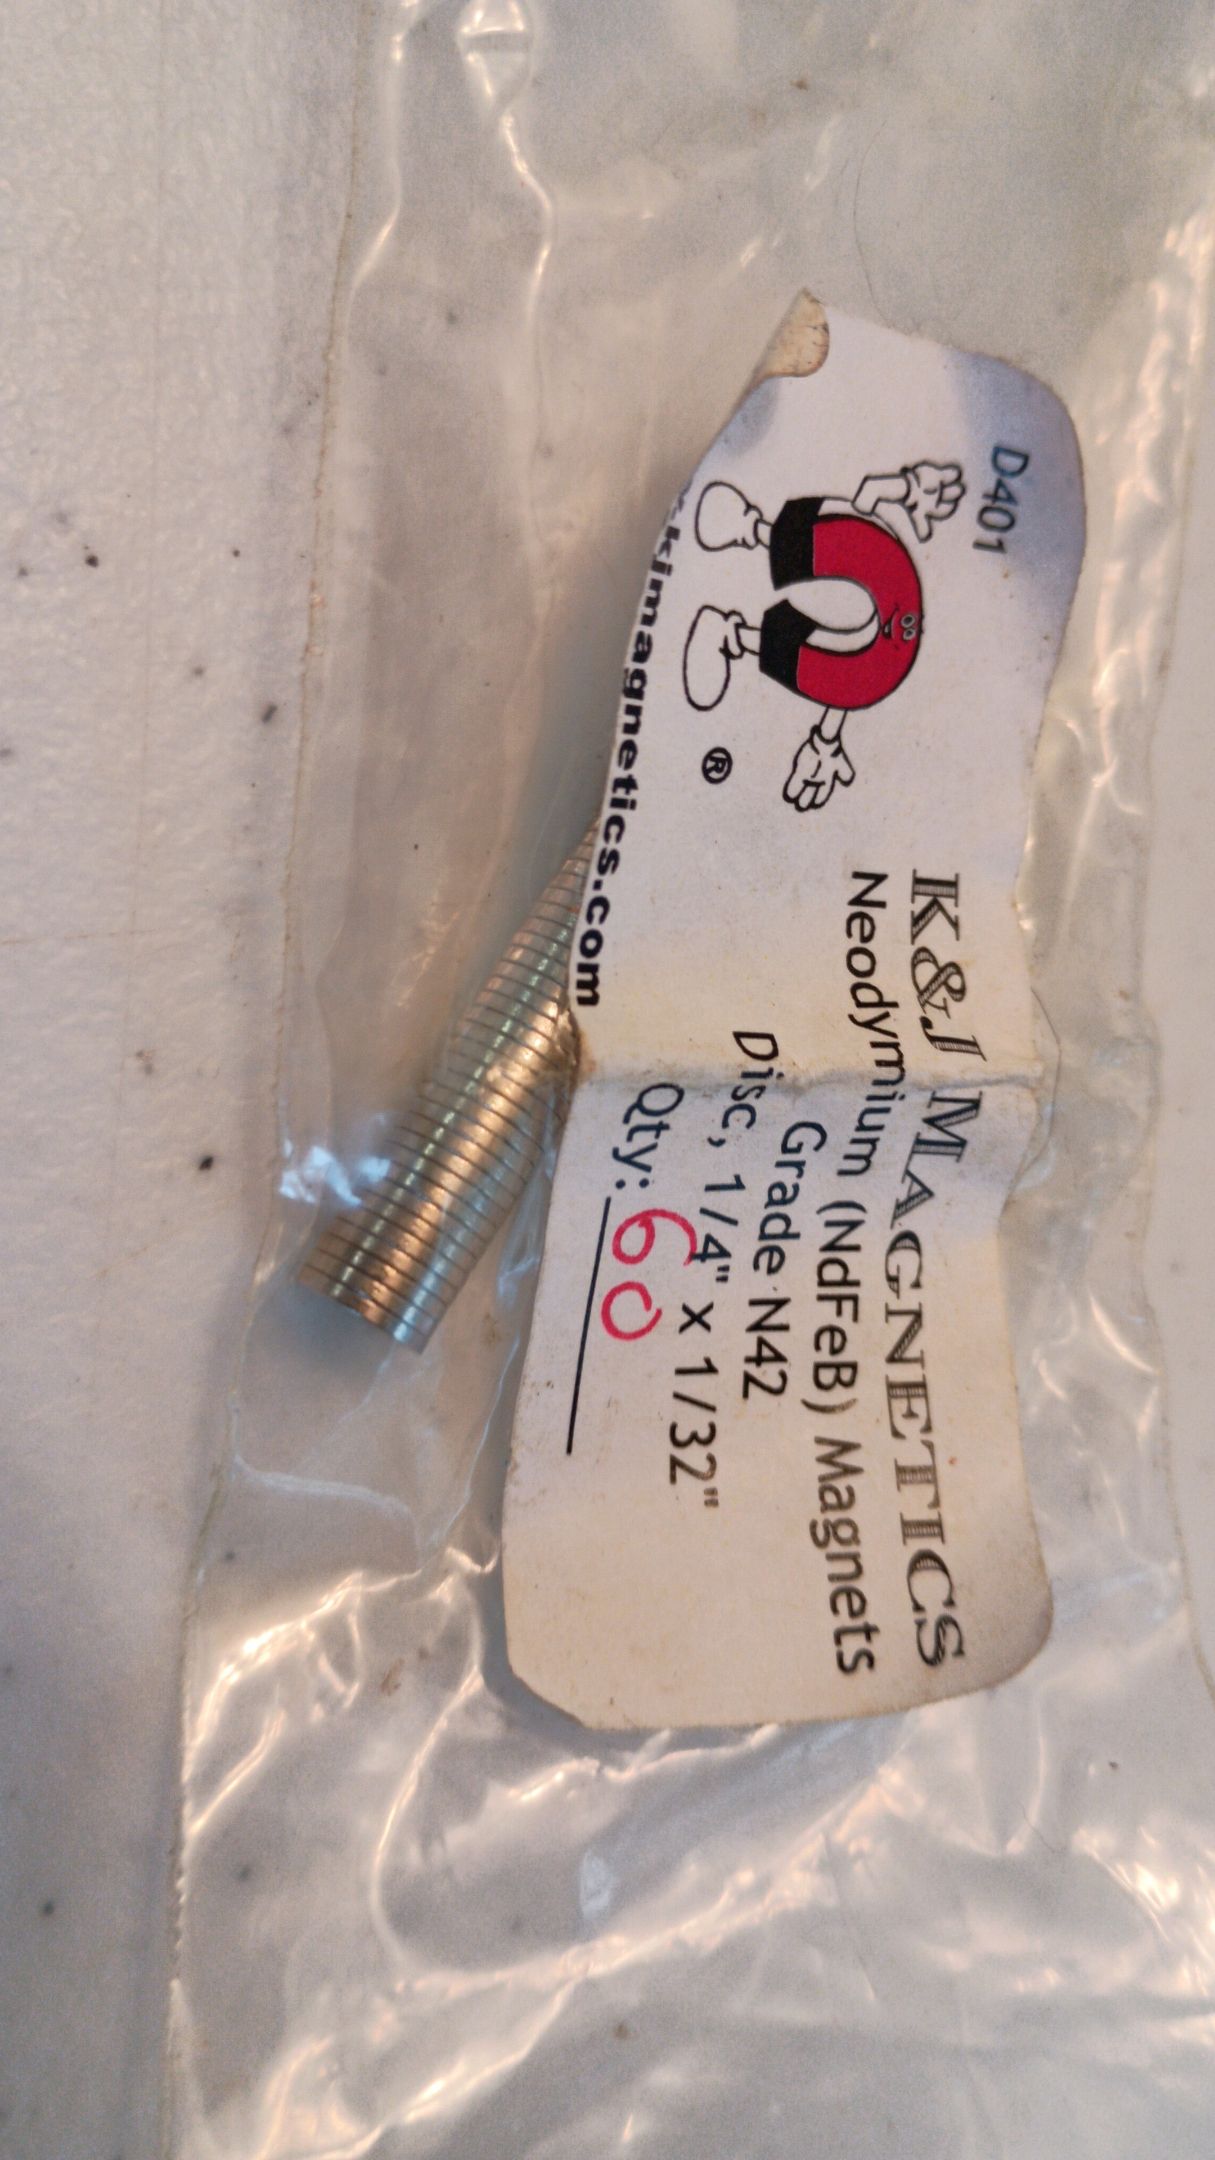 D401
K&J MAGNETICS
Neodymium (NdFeB) Magnets
Grade N42
Disc, 1/4" x 1/32"
Qty: 60
®
kjmagnetics.com